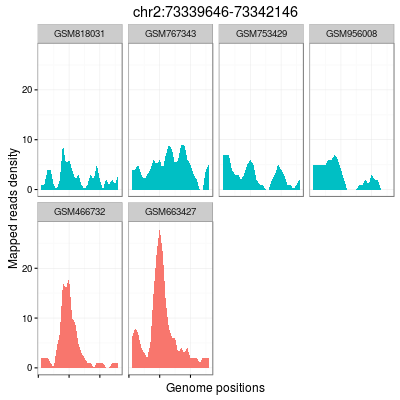 chr2:73339646-73342146
GSM818031 GSM767343 GSM753429 GSM956008
20
10
0
GSM466732 GSM663427
20
10
0
Mapped reads density
Genome positions